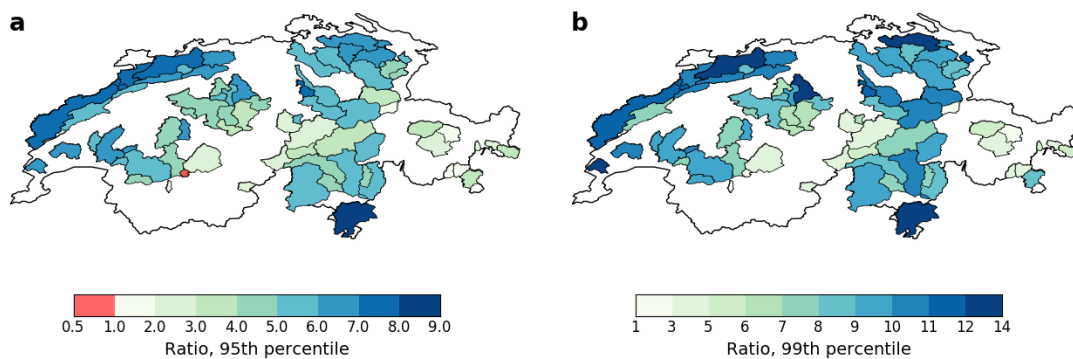 a
b
0.5 1.0 2.0 3.0 4.0 5.0 6.0 7.0 8.0 9.0
Ratio, 95th percentile
1 3 5 6 7 8 9 10 11 12 14
Ratio, 99th percentile